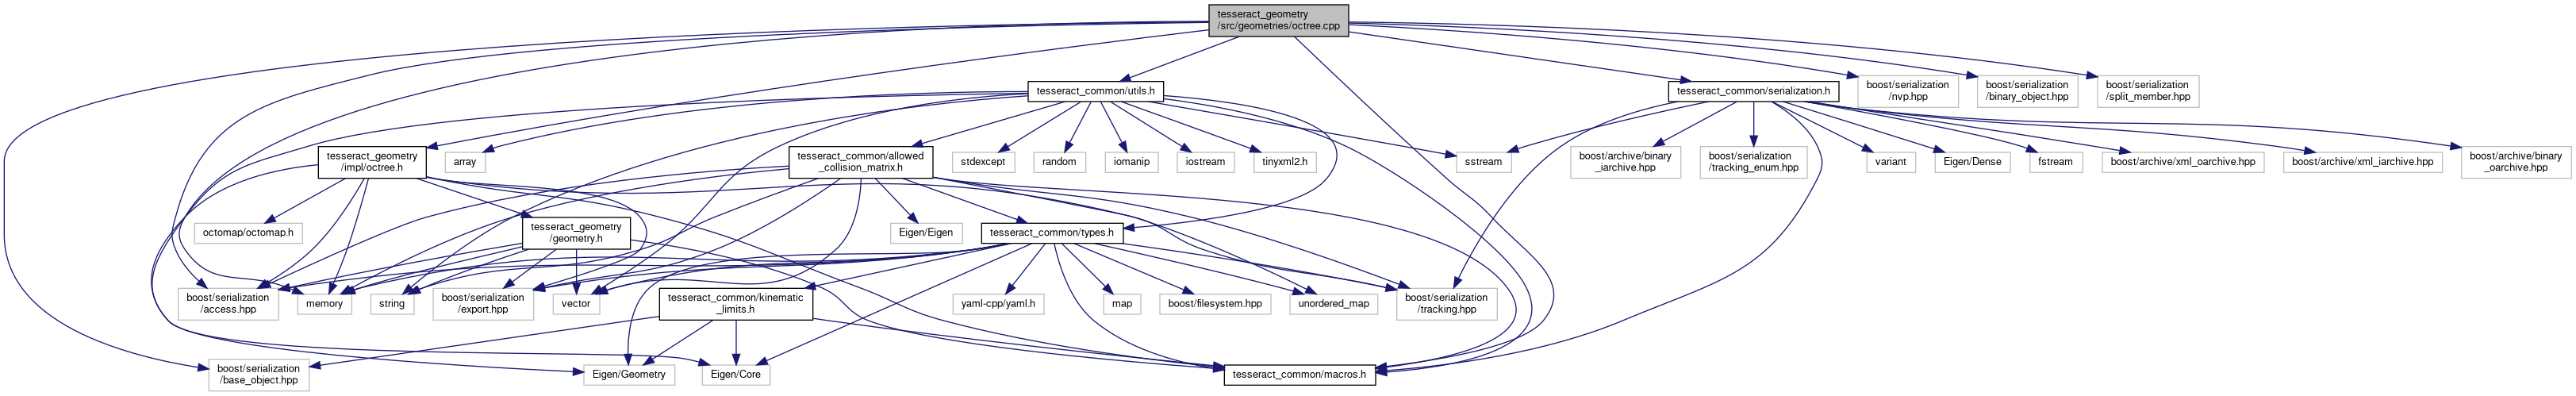 tesseract_geometry
/src/geometries/octree.cpp
tesseract_common/utils.h
tesseract_common/serialization.h
boost/serialization
/nvp.hpp
boost/serialization
/binary_object.hpp
boost/serialization
/split_member.hpp
tesseract_geometry
/impl/octree.h
array
tesseract_common/allowed
_collision_matrix.h
stdexcept
random
iomanip
iostream
tinyxml2.h
sstream
boost/archive/binary
_iarchive.hpp
boost/serialization
/tracking_enum.hpp
variant
Eigen/Dense
fstream
boost/archive/xml_oarchive.hpp
boost/archive/xml_iarchive.hpp
boost/archive/binary
_oarchive.hpp
octomap/octomap.h
tesseract_geometry
/geometry.h
Eigen/Eigen
tesseract_common/types.h
boost/serialization
/access.hpp
memory
string
boost/serialization
/export.hpp
vector
tesseract_common/kinematic
_limits.h
yaml-cpp/yaml.h
map
boost/filesystem.hpp
unordered_map
boost/serialization
/tracking.hpp
boost/serialization
/base_object.hpp
Eigen/Geometry
Eigen/Core
tesseract_common/macros.h